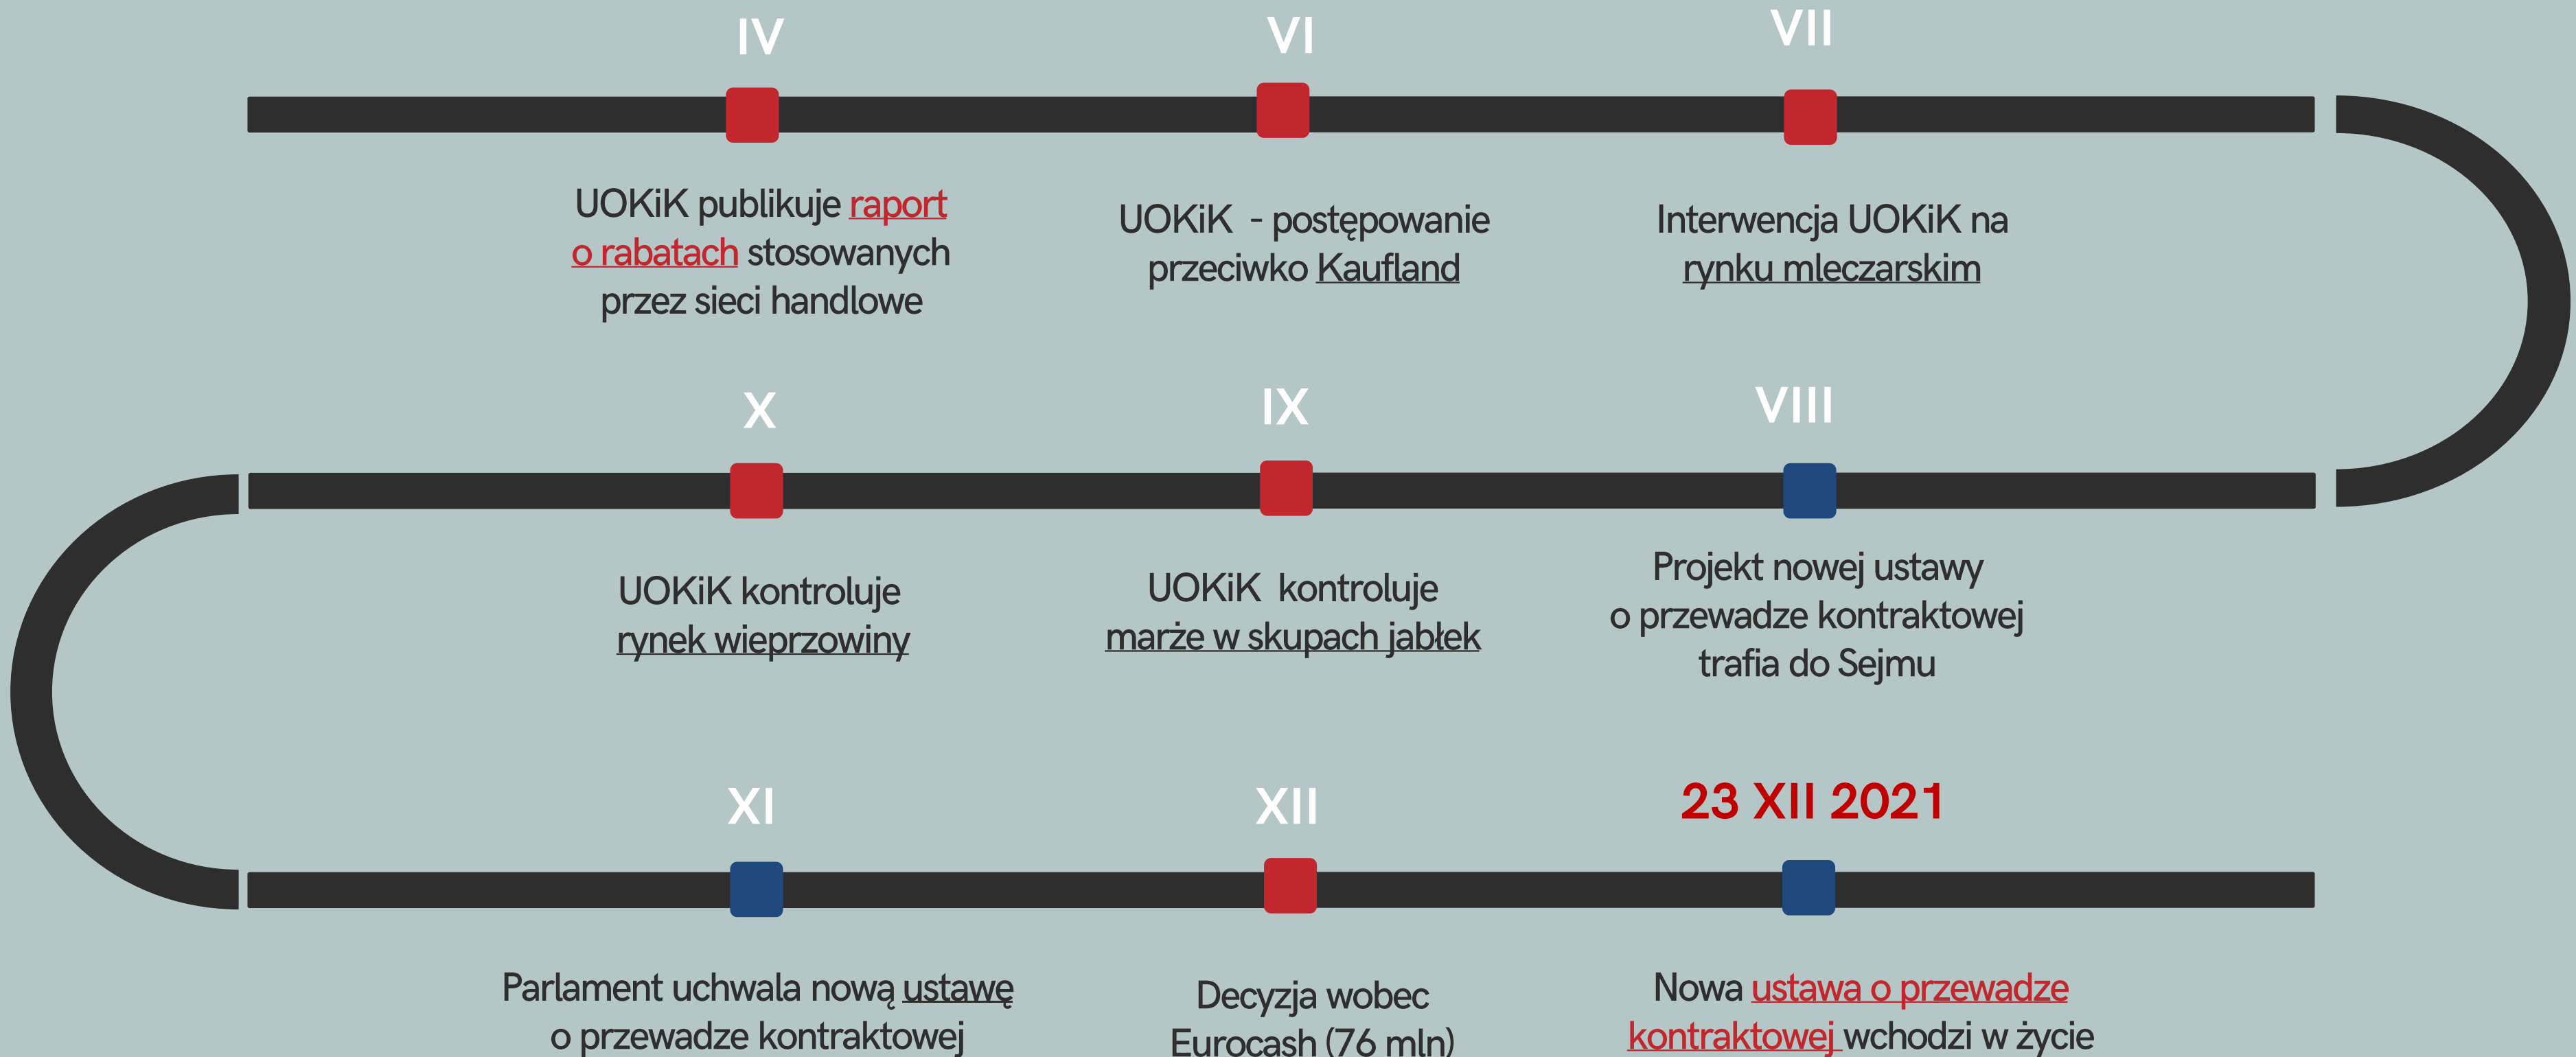 IV
UOKiK publikuje raport
o rabatach stosowanych
przez sieci handlowe
VI
UOKiK - postępowanie
przeciwko Kaufland
VII
Interwencja UOKiK na
rynku mleczarskim
VIII
Projekt nowej ustawy
o przewadze kontraktowej
trafia do Sejmu
IX
UOKiK kontroluje
marże w skupach jabłek
X
UOKiK kontroluje
rynek wieprzowiny
XI
Parlament uchwala nową ustawę
o przewadze kontraktowej
XII
Decyzja wobec
Eurocash (76 mln)
23 XII 2021
Nowa ustawa o przewadze
kontraktowej wchodzi w życie